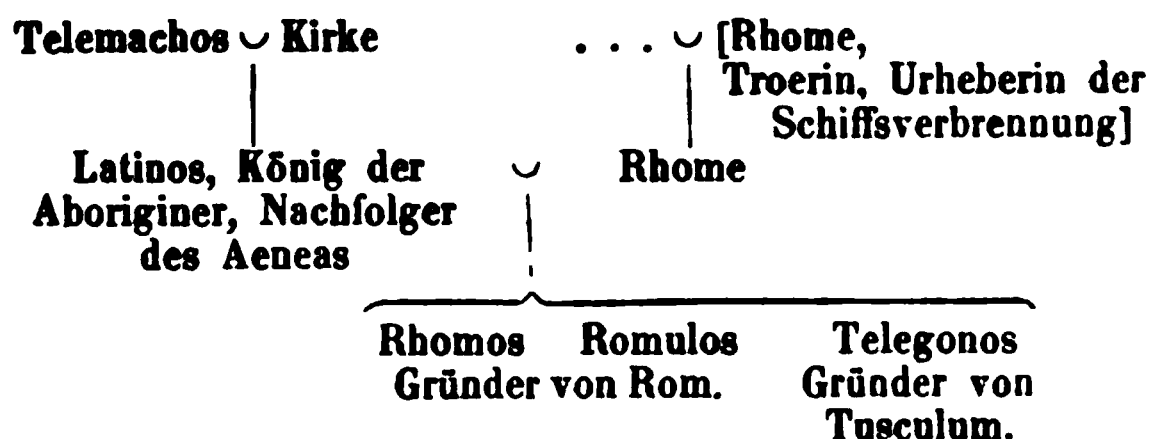 Telemachos ◡ Kirke . . . ◡ [Rhome,
Troerin, Urheberin der
Schiffsverbrennung]
Latinos, König der ◡ Rhome
Aboriginer, Nachfolger
des Aeneas
Rhomos Romulos Telegonos
Gründer von Rom. Gründer von
Tusculum.